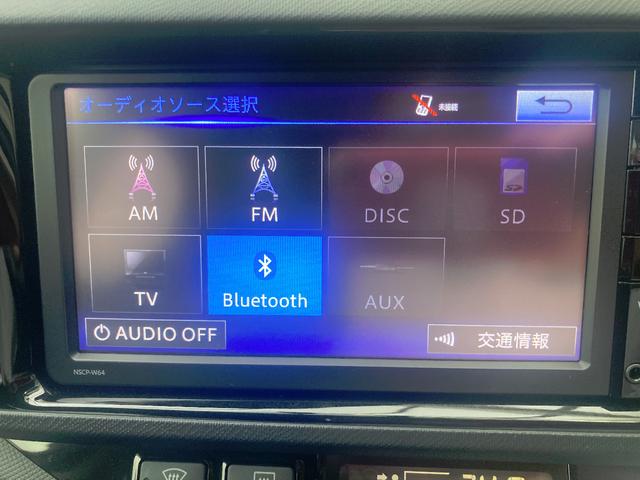 オーディオソース選択
未接続
AM
FM
DISC
SD
TV
Bluetooth
AUX
AUDIO OFF
交通情報
NSCP-W64